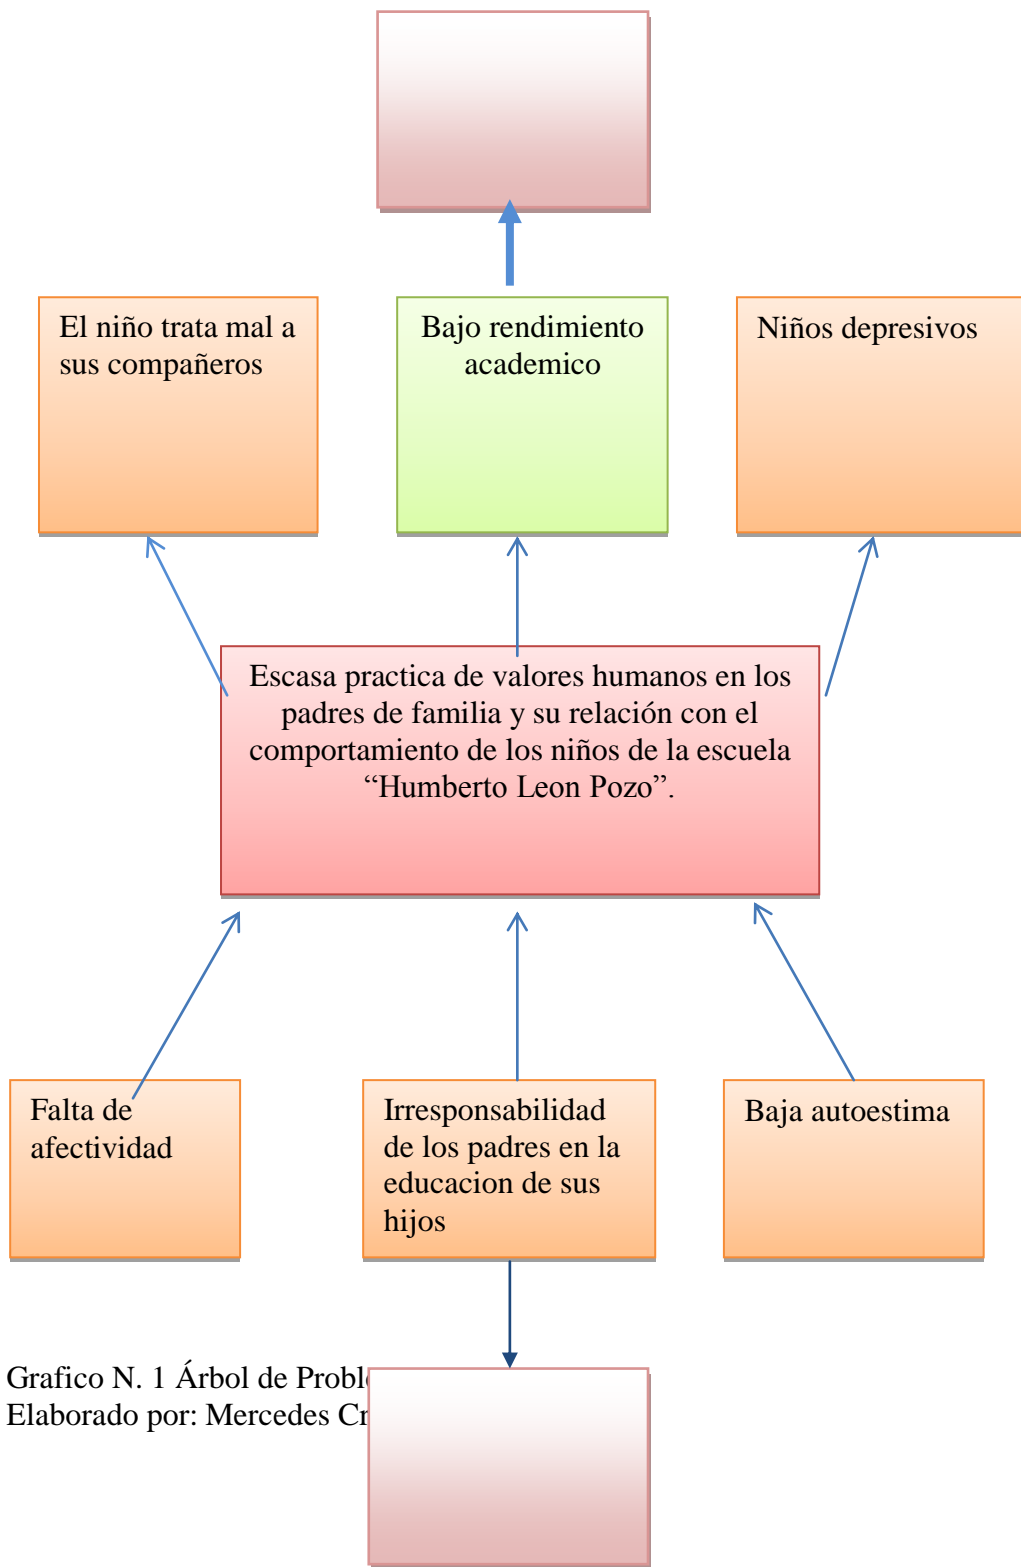 El niño trata mal a
sus compañeros
Bajo rendimiento
academico
Niños depresivos
Escasa practica de valores humanos en los
padres de familia y su relación con el
comportamiento de los niños de la escuela
“Humberto Leon Pozo”.
Falta de
afectividad
Irresponsabilidad
de los padres en la
educacion de sus
hijos
Baja autoestima
Grafico N. 1 Árbol de
Elaborado por: Mercedes